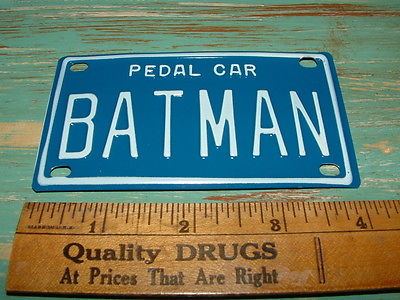 PEDAL CAR
BATMAN
1 2 3 4
Quality DRUGS
At Prices That Are Right